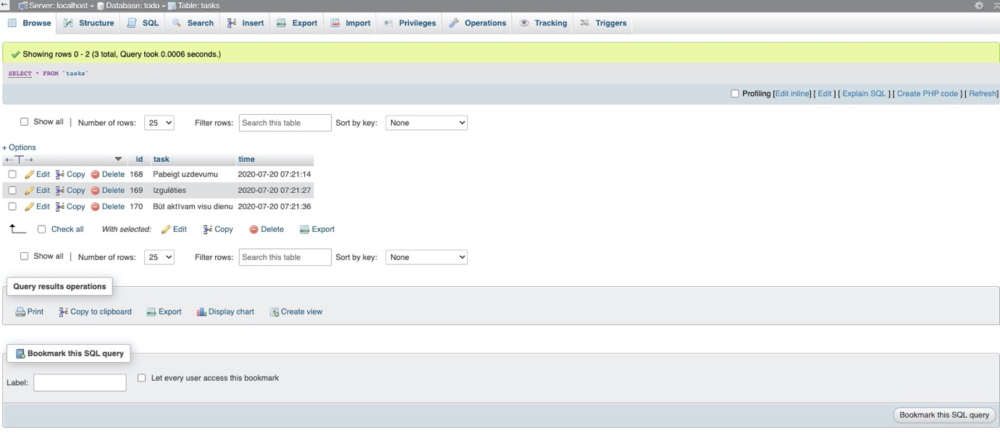 Server: localhost » Database: todo » Table: tasks
Browse Structure SQL Search Insert Export Import Privileges Operations Tracking Triggers
Showing rows 0 - 2 (3 total, Query took 0.0006 seconds.)
SELECT * FROM `tasks`
Profiling [Edit inline] [ Edit ] [ Explain SQL ] [ Create PHP code ] [ Refresh]
Show all | Number of rows: 25 Filter rows: Search this table Sort by key: None
+ Options
←T→ id task time
Edit Copy Delete 168 Pabeigt uzdevumu 2020-07-20 07:21:14
Edit Copy Delete 169 Izgulēties 2020-07-20 07:21:27
Edit Copy Delete 170 Būt aktīvam visu dienu 2020-07-20 07:21:36
Check all With selected: Edit Copy Delete Export
Show all | Number of rows: 25 Filter rows: Search this table Sort by key: None
Query results operations
Print Copy to clipboard Export Display chart Create view
Bookmark this SQL query
Label: Let every user access this bookmark
Bookmark this SQL query